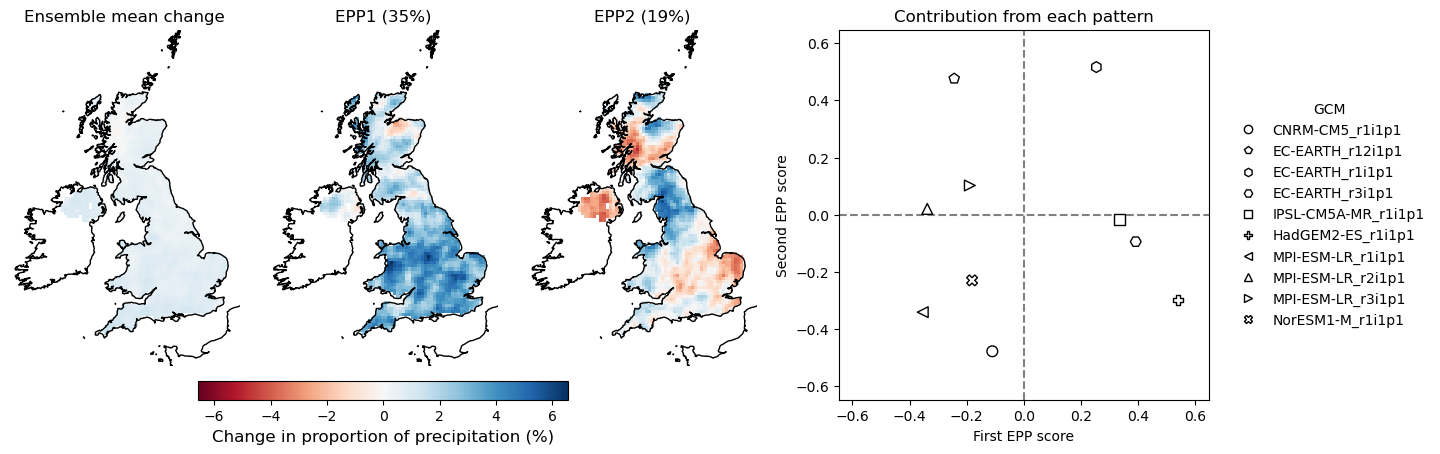 Ensemble mean change
EPP1 (35%)
EPP2 (19%)
−6 −4 −2 0 2 4 6
Change in proportion of precipitation (%)
Contribution from each pattern
0.6
0.4
0.2
0.0
−0.2
−0.4
−0.6
Second EPP score
−0.6 −0.4 −0.2 0.0 0.2 0.4 0.6
First EPP score
GCM
CNRM-CM5_r1i1p1
EC-EARTH_r12i1p1
EC-EARTH_r1i1p1
EC-EARTH_r3i1p1
IPSL-CM5A-MR_r1i1p1
HadGEM2-ES_r1i1p1
MPI-ESM-LR_r1i1p1
MPI-ESM-LR_r2i1p1
MPI-ESM-LR_r3i1p1
NorESM1-M_r1i1p1